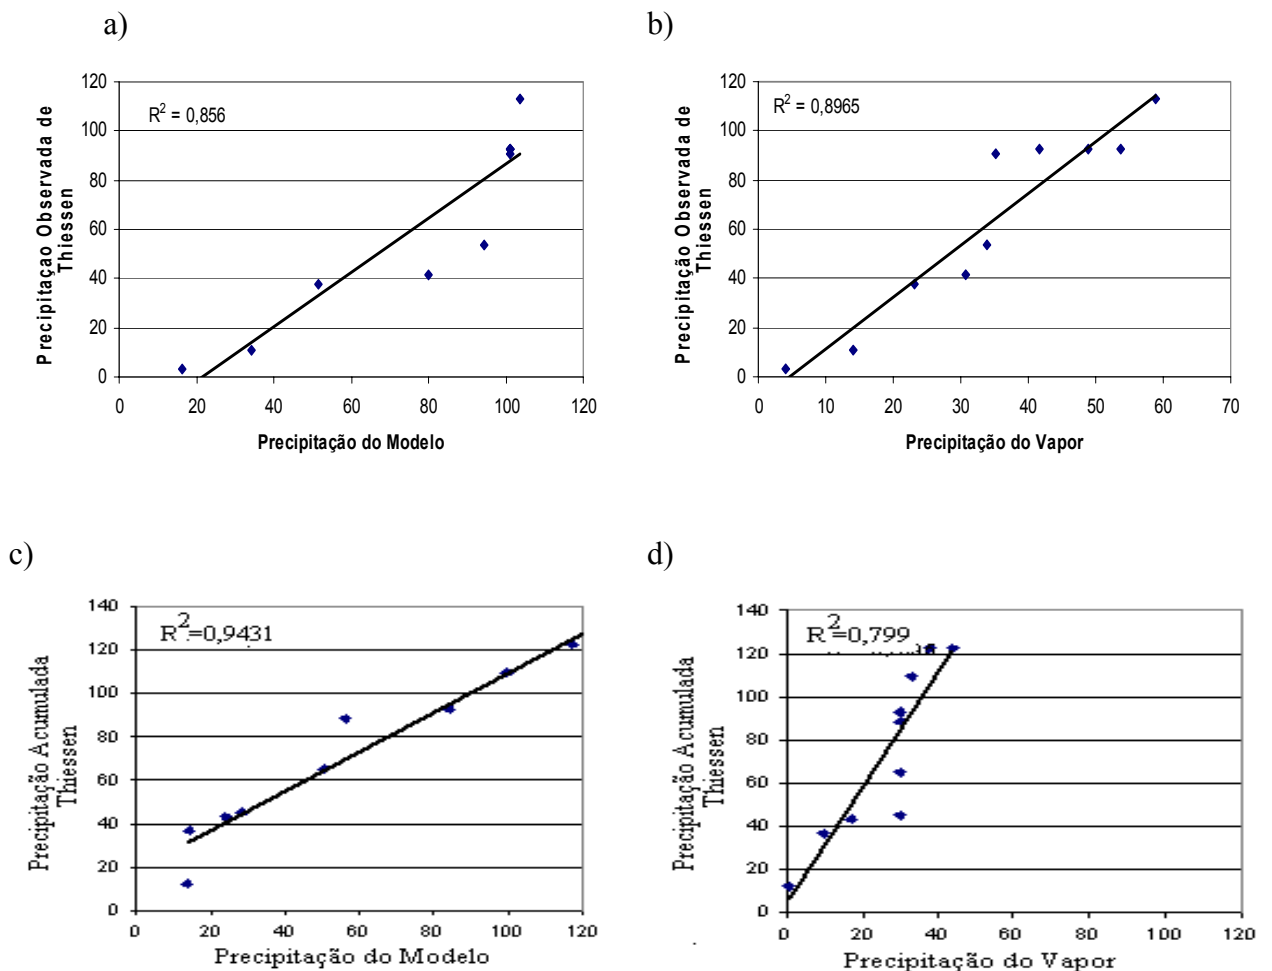 a)
120
100
80
60
40
20
0
R² = 0,856
Precipitação Observada de
Thiessen
0 20 40 60 80 100 120
Precipitação do Modelo
b)
120
100
80
60
40
20
0
R² = 0,8965
Precipitação Observada de
Thiessen
0 10 20 30 40 50 60 70
Precipitação do Vapor
c)
140
120
100
80
60
40
20
0
R²=0,9431
Precipitação Acumulada
Thiessen
0 20 40 60 80 100 120
Precipitação do Modelo
d)
140
120
100
80
60
40
20
0
R²=0,799
Precipitação Acumulada
Thiessen
0 20 40 60 80 100 120
Precipitação do Vapor